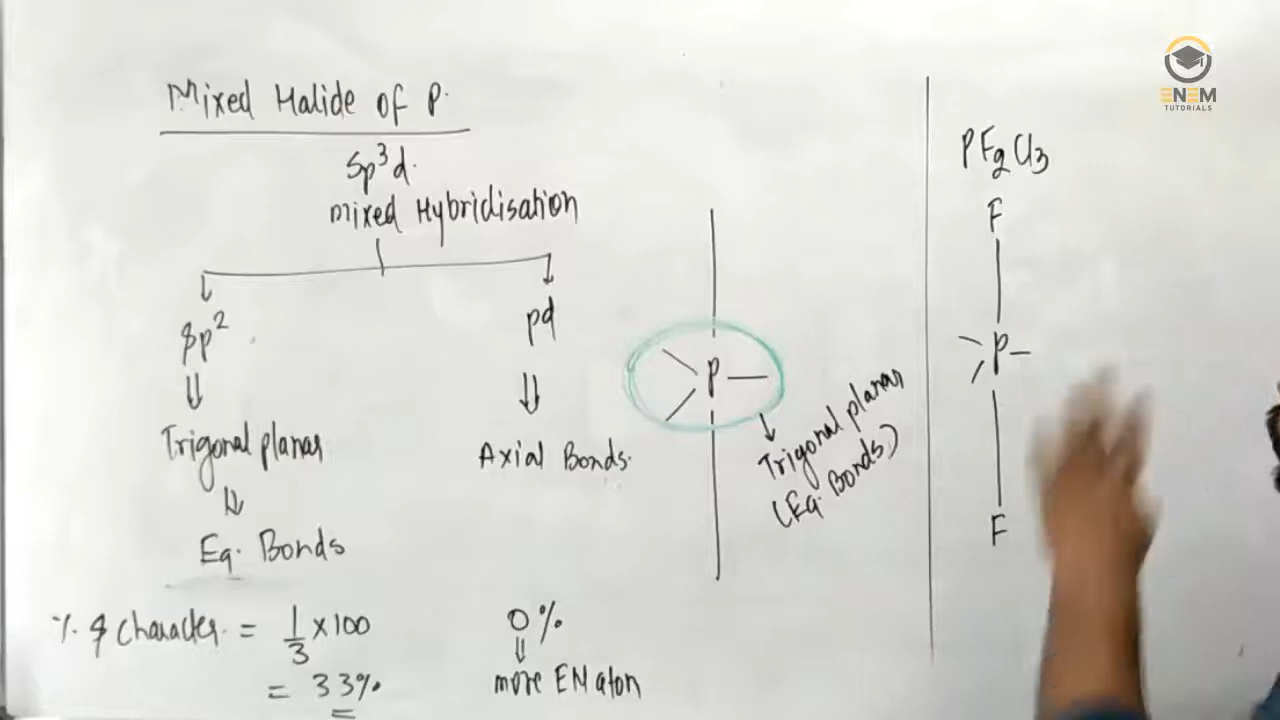 Mixed Halide of P.
Sp³d.
Mixed Hybridisation
Sp²
Trigonal planar
Eq. Bonds
% S Character = 1/3 x 100
= 33%
pd
Axial Bonds.
0%
more EN atom
P
Trigonal planar
(Eq. Bonds)
PF2Cl3
F
P
F
ENEM
TUTORIALS